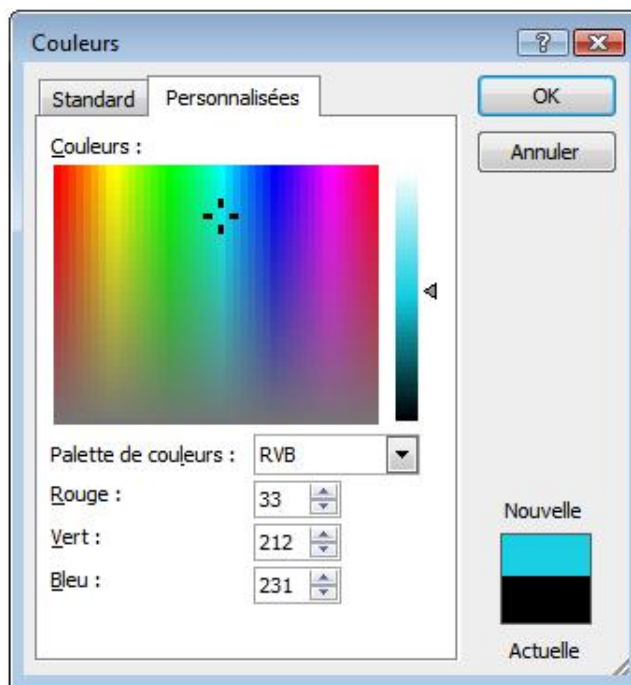 Couleurs
Standard Personnalisées
OK
Annuler
Couleurs :
Palette de couleurs : RVB
Rouge : 33
Vert : 212
Bleu : 231
Nouvelle
Actuelle